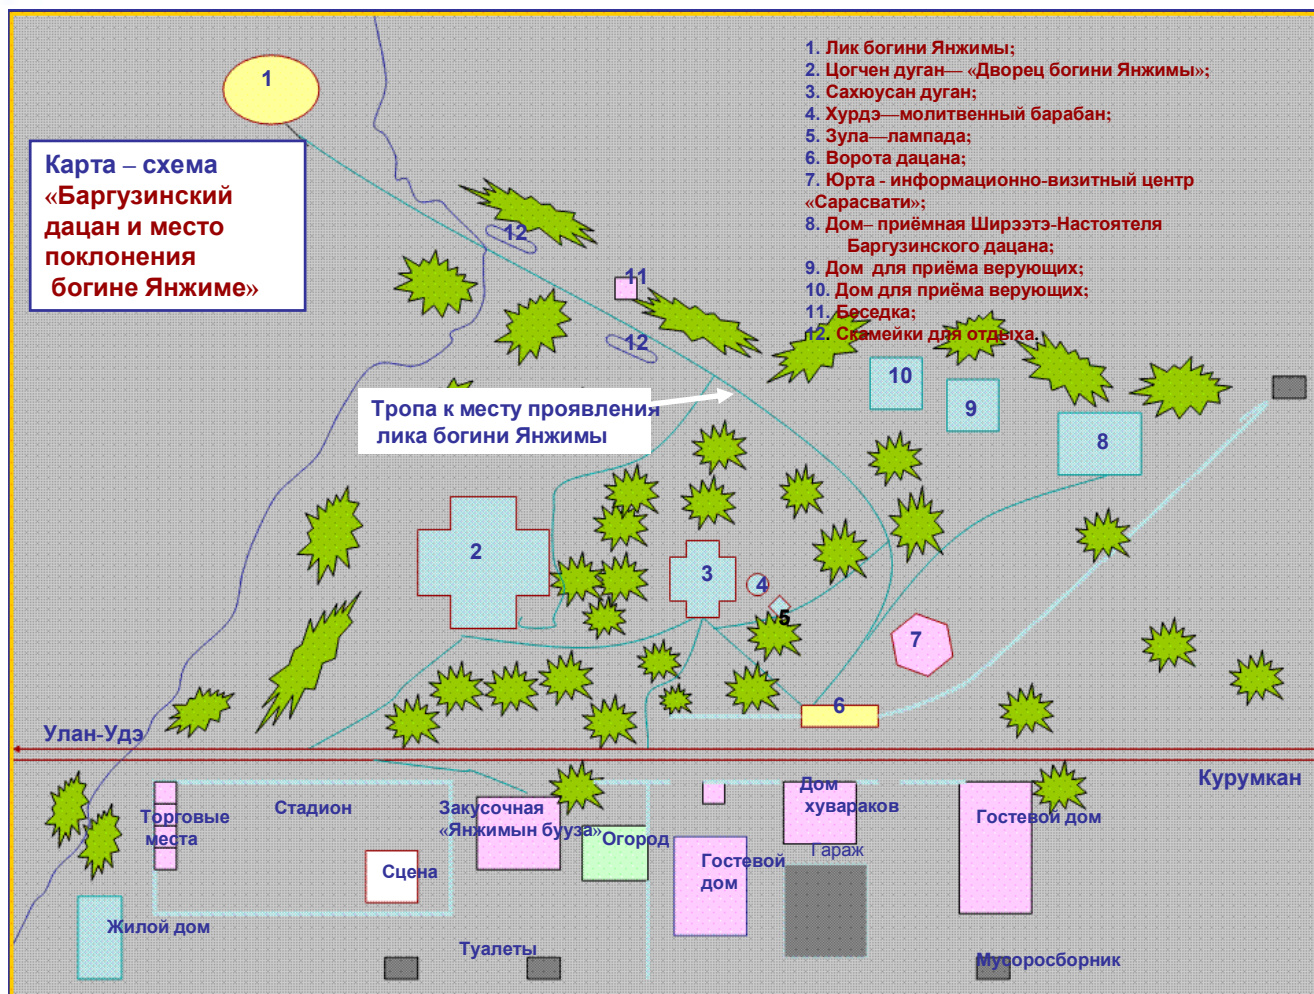 1
1. Лик богини Янжимы;
2. Цогчен дуган— «Дворец богини Янжимы»;
3. Сахюусан дуган;
4. Хурдэ—молитвенный барабан;
5. Зула—лампада;
6. Ворота дацана;
7. Юрта - информационно-визитный центр
«Сарасвати»;
8. Дом– приёмная Ширээтэ-Настоятеля
Баргузинского дацана;
9. Дом для приёма верующих;
10. Дом для приёма верующих;
11. Беседка;
12. Скамейки для отдыха.
Карта – схема
«Баргузинский
дацан и место
поклонения
богине Янжиме»
12
11
12
10
9
8
Тропа к месту проявления
лика богини Янжимы
2
3
4
5
7
6
Улан-Удэ
Курумкан
Торговые
места
Стадион
Закусочная
«Янжимын бууза»
Огород
Дом
хувараков
Гостевой дом
Сцена
Гостевой
дом
Гараж
Жилой дом
Туалеты
Мусоросборник